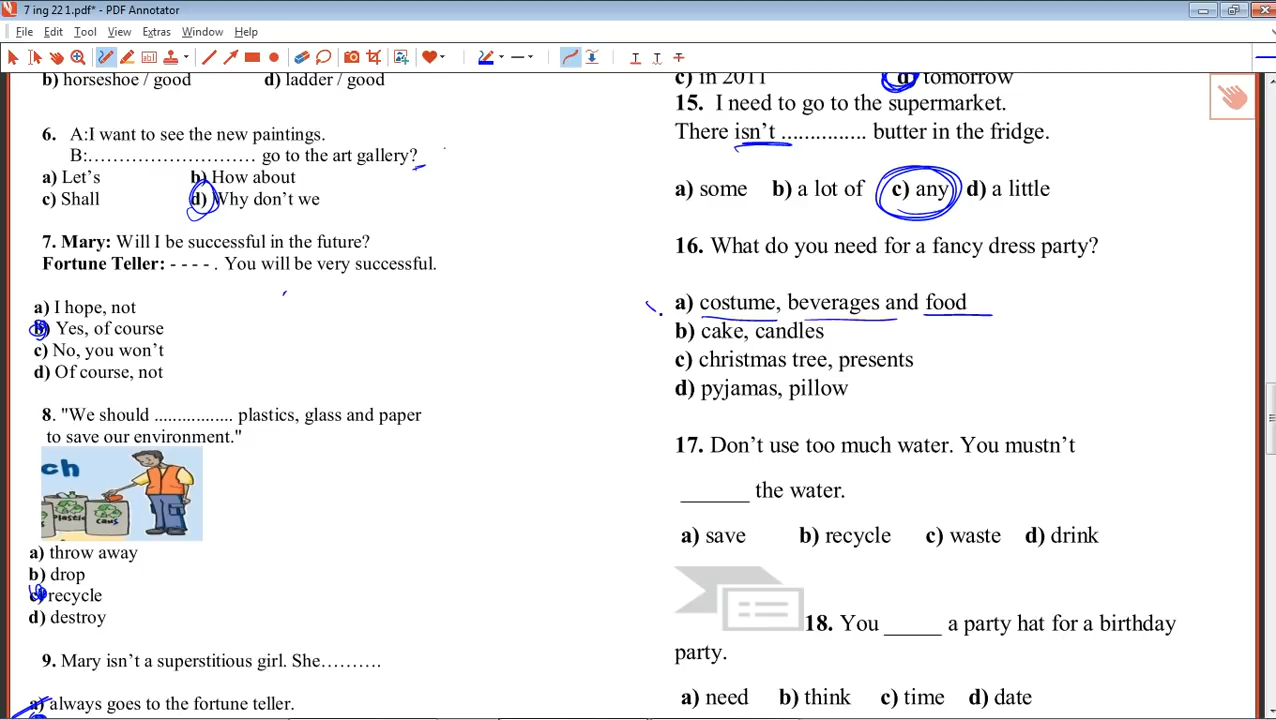 7 ing 22 1.pdf* - PDF Annotator
File Edit Tool View Extras Window Help
b) horseshoe / good d) ladder / good
6. A:I want to see the new paintings.
B:............................ go to the art gallery?
a) Let's b) How about
c) Shall d) Why don't we
7. Mary: Will I be successful in the future?
Fortune Teller: - - - - . You will be very successful.
a) I hope, not
b) Yes, of course
c) No, you won't
d) Of course, not
8. "We should ................. plastics, glass and paper
to save our environment."
ch
Plastic cans
a) throw away
b) drop
c) recycle
d) destroy
9. Mary isn't a superstitious girl. She..........
a) always goes to the fortune teller.
c) in 2011 d) tomorrow
15. I need to go to the supermarket.
There isn't ............... butter in the fridge.
a) some b) a lot of c) any d) a little
16. What do you need for a fancy dress party?
a) costume, beverages and food
b) cake, candles
c) christmas tree, presents
d) pyjamas, pillow
17. Don't use too much water. You mustn't
______ the water.
a) save b) recycle c) waste d) drink
18. You _____ a party hat for a birthday
party.
a) need b) think c) time d) date